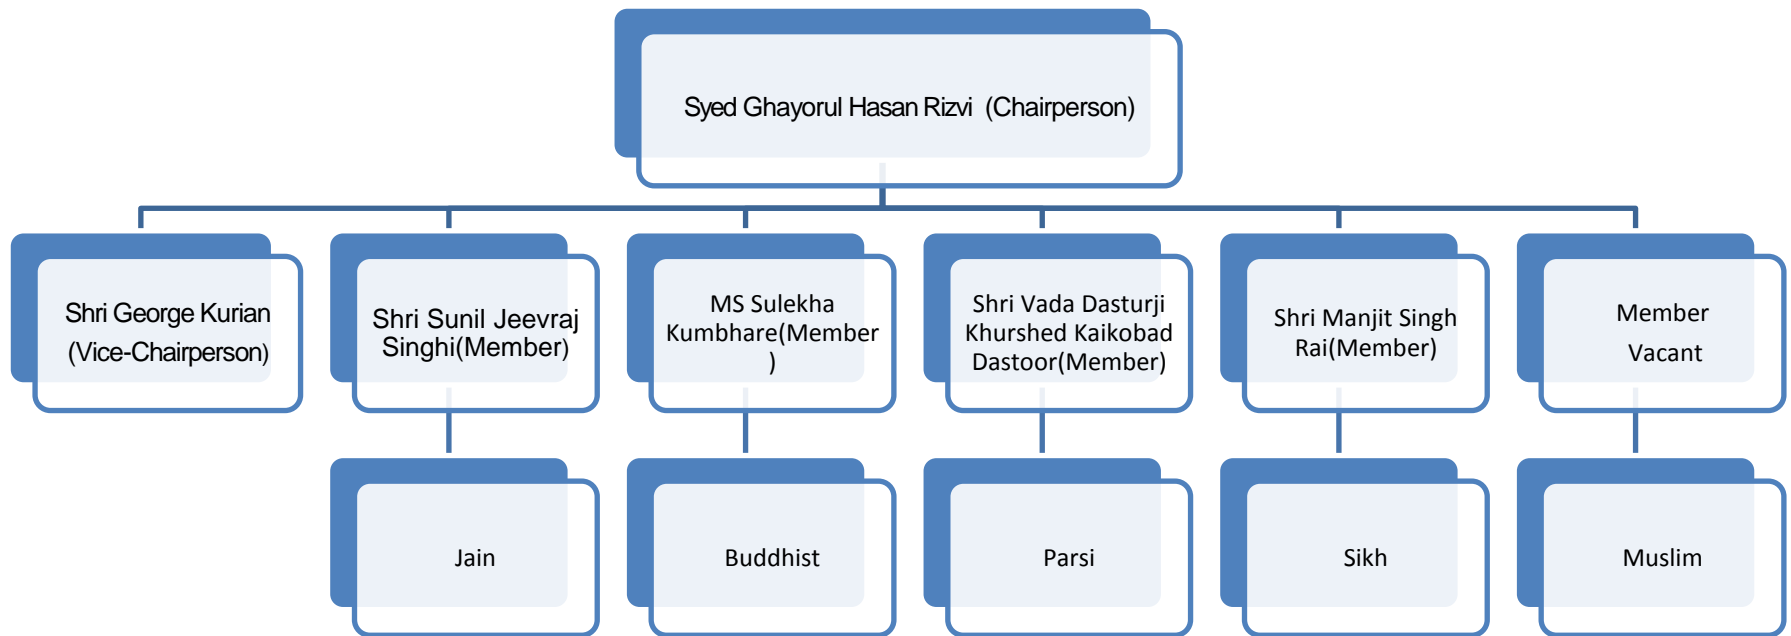 Syed Ghayorul Hasan Rizvi (Chairperson)
Shri George Kurian
(Vice-Chairperson)
Shri Sunil Jeevraj
Singhi(Member)
MS Sulekha
Kumbhare(Member
)
Shri Vada Dasturji
Khurshed Kaikobad
Dastoor(Member)
Shri Manjit Singh
Rai(Member)
Member
Vacant
Jain
Buddhist
Parsi
Sikh
Muslim